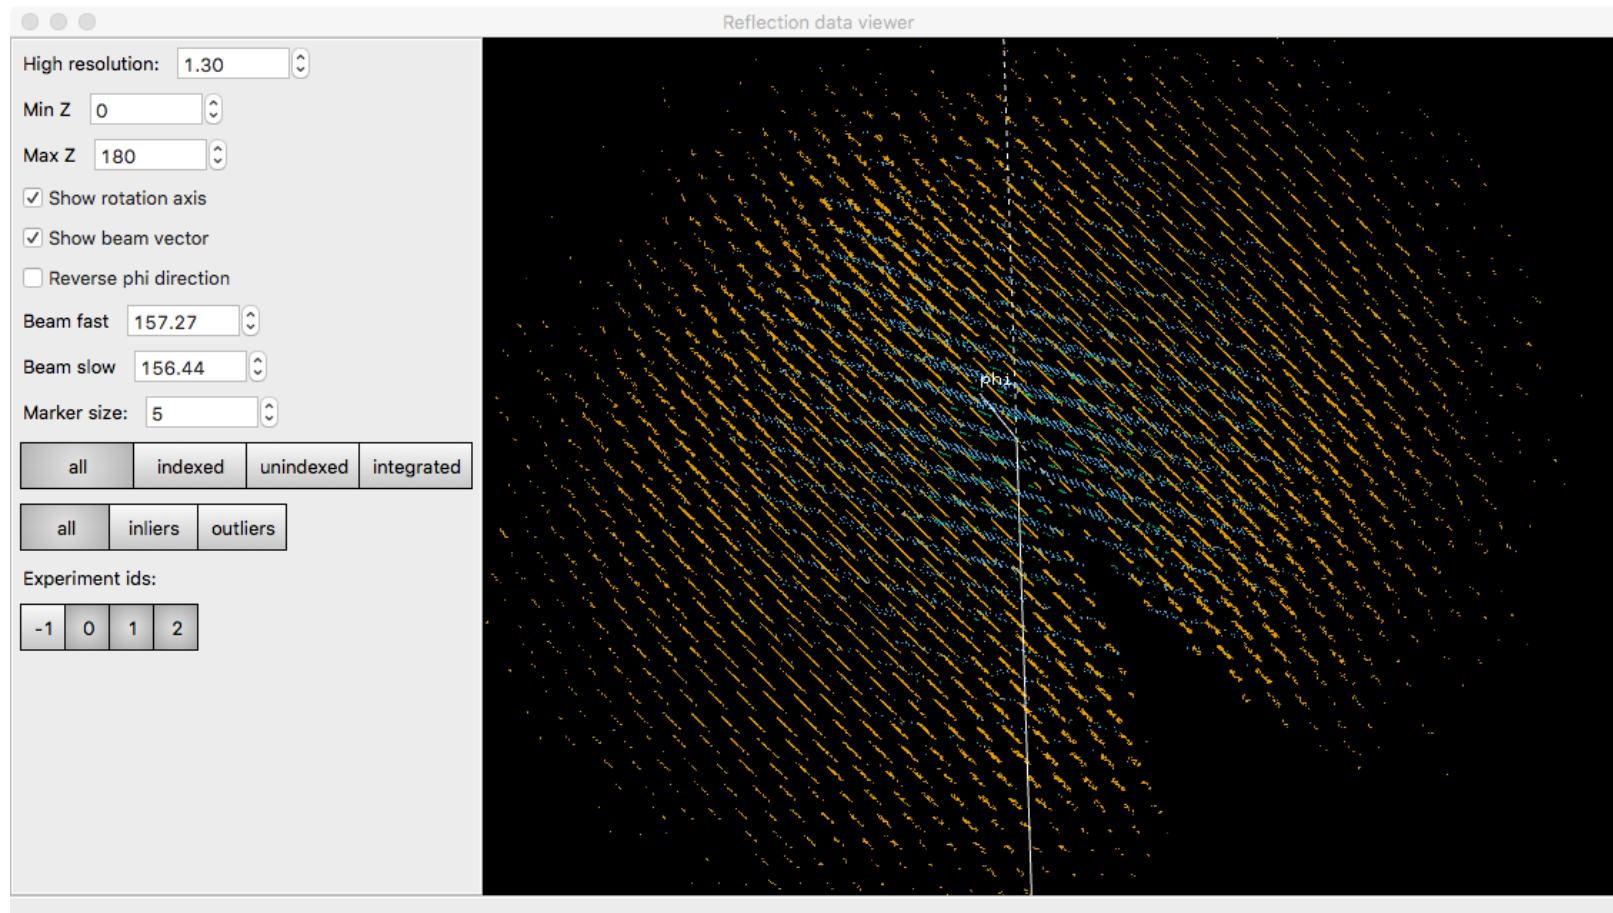 Reflection data viewer
High resolution: 1.30
Min Z 0
Max Z 180
Show rotation axis
Show beam vector
Reverse phi direction
Beam fast 157.27
Beam slow 156.44
Marker size: 5
all indexed unindexed integrated
all inliers outliers
Experiment ids:
-1 0 1 2
phi